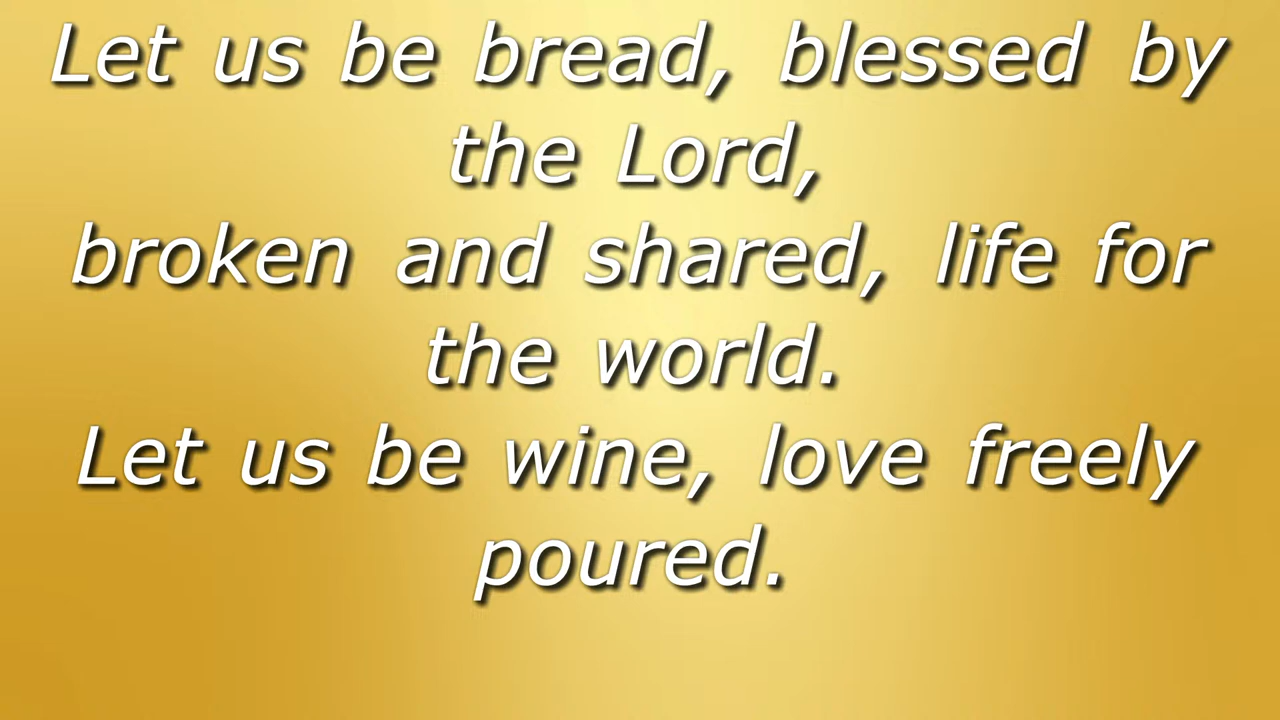 Let us be bread, blessed by
the Lord,
broken and shared, life for
the world.
Let us be wine, love freely
poured.